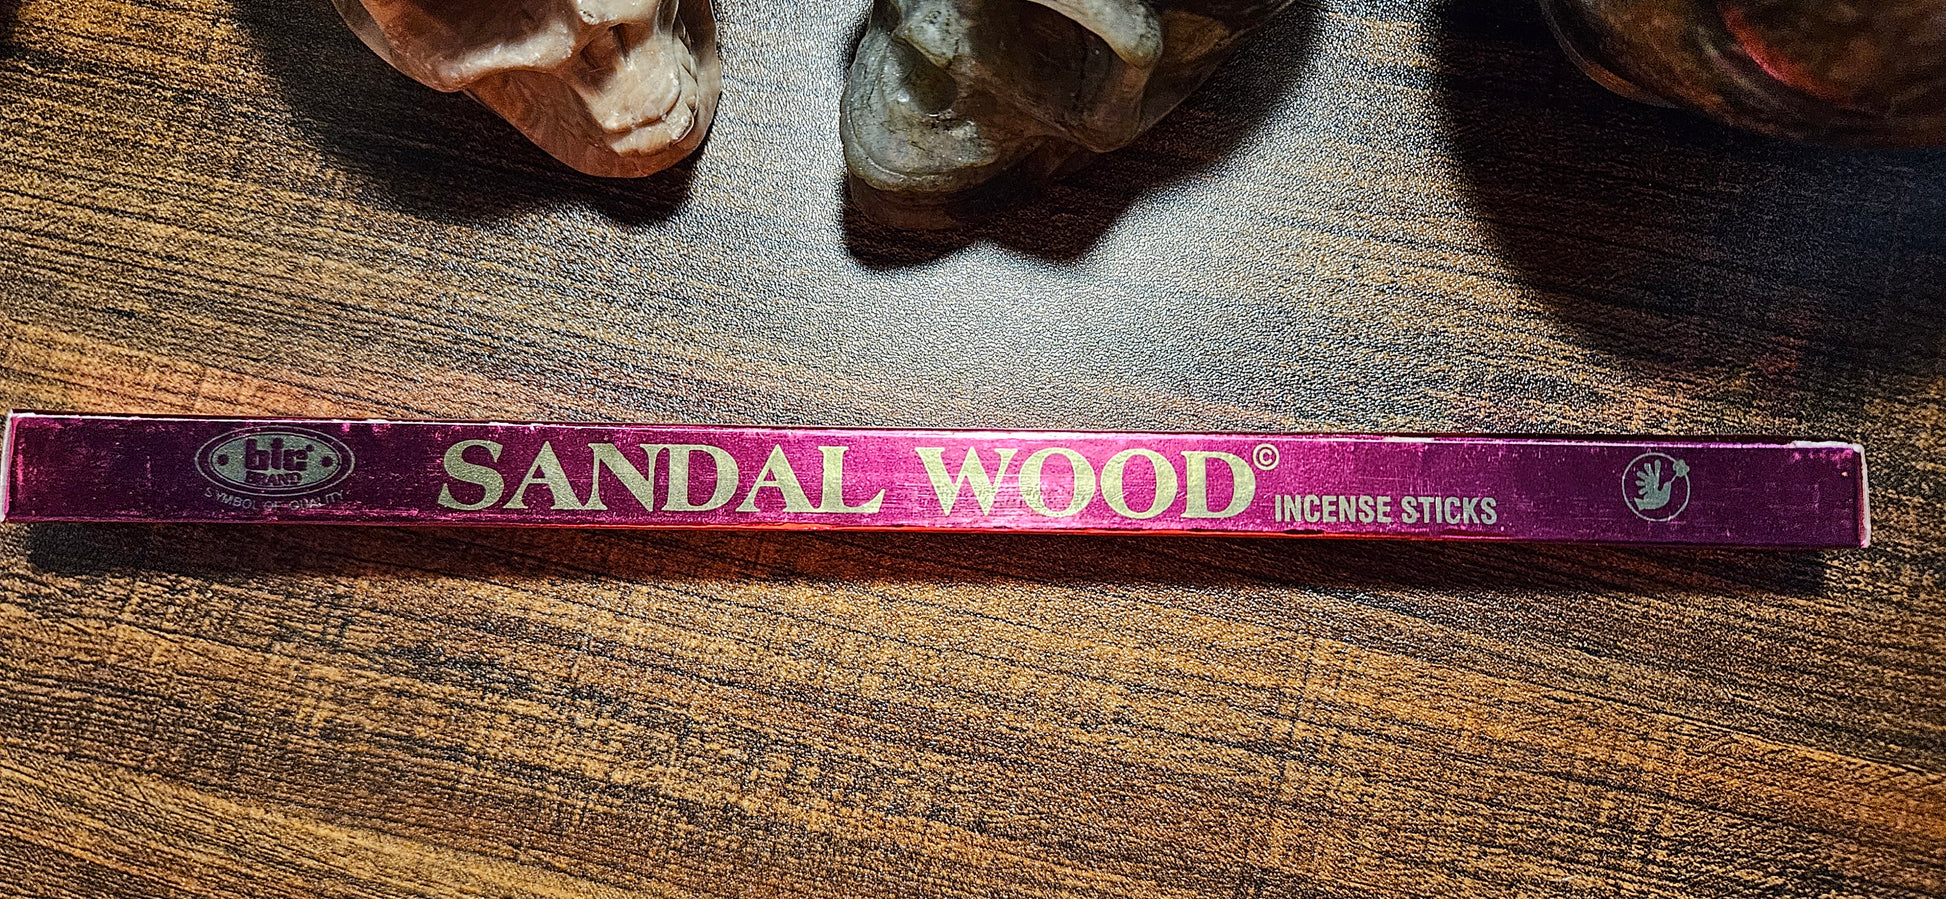 bic
BRAND
SYMBOL OF QUALITY
SANDAL WOOD©
INCENSE STICKS